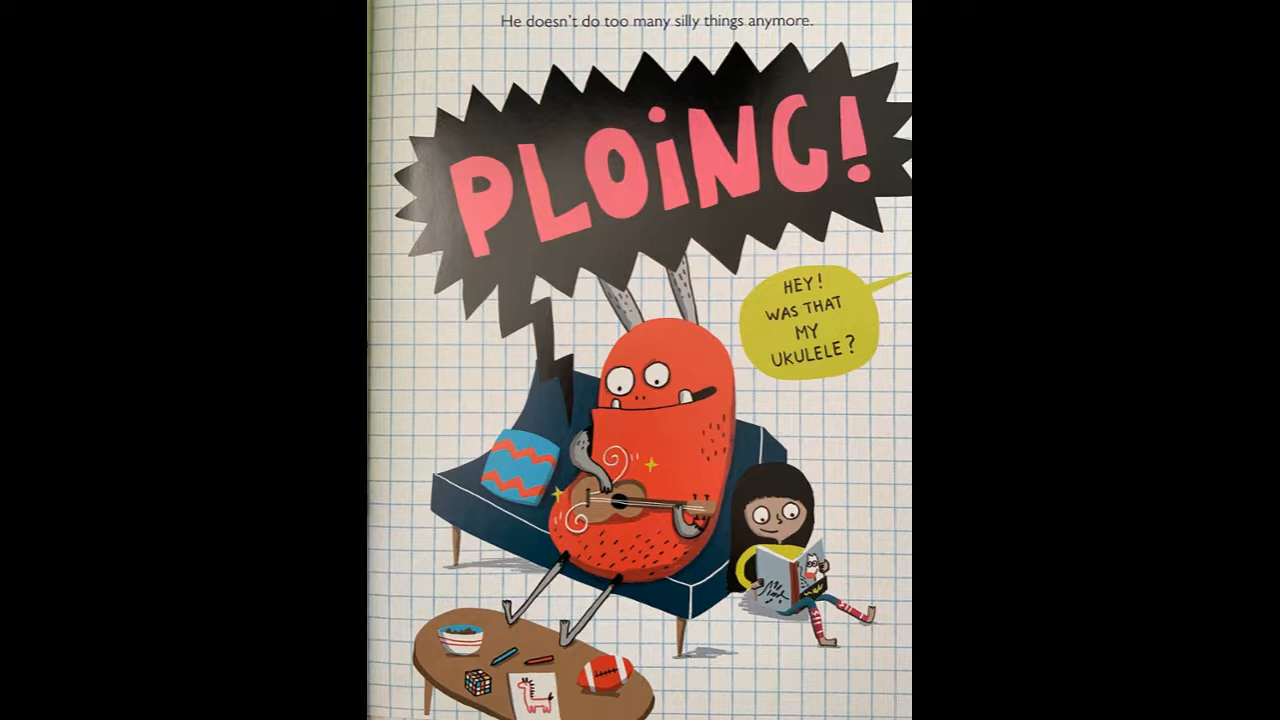 He doesn't do too many silly things anymore.
PLOiNG!
HEY!
WAS THAT
MY
UKULELE?